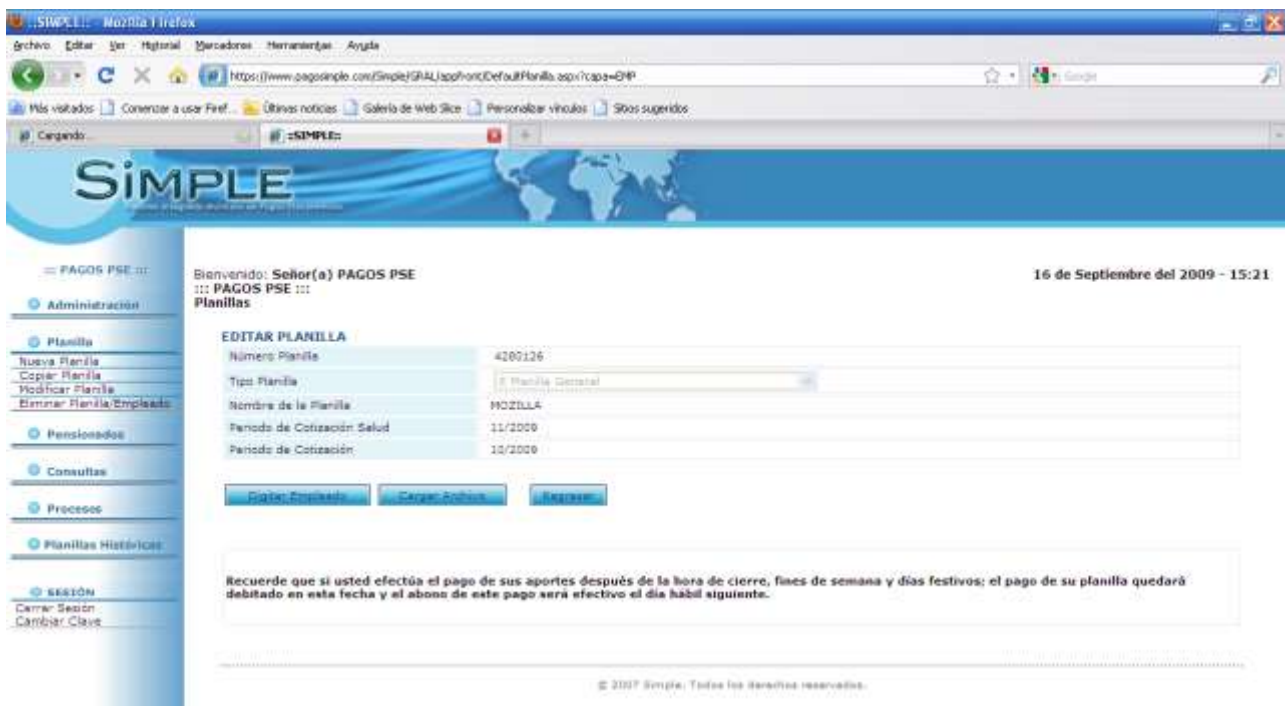 ::SIMPLE:: - Mozilla Firefox
Archivo Editar Ver Historial Marcadores Herramientas Ayuda
https://www.pagosimple.com/Simple/GRAL/appfront/DefaultPlanilla.aspx?capa=EMP
Google
Más visitados Comenzar a usar Firef... Últimas noticias Galería de Web Slice Personalizar vínculos Sitios sugeridos
Cargando... ::SIMPLE::
SiMPLE
::: PAGOS PSE :::
Administración
Planilla
Nueva Planilla
Copiar Planilla
Modificar Planilla
Eliminar Planilla/Empleado
Pensionados
Consultas
Procesos
Planillas Históricas
SESIÓN
Cerrar Sesión
Cambiar Clave
Bienvenido: Señor(a) PAGOS PSE
::: PAGOS PSE :::
Planillas
16 de Septiembre del 2009 - 15:21
EDITAR PLANILLA
Número Planilla 4280126
Tipo Planilla E Planilla General
Nombre de la Planilla MOZILLA
Periodo de Cotización Salud 11/2009
Periodo de Cotización 10/2009
Digitar Empleado Cargar Archivo Regresar
Recuerde que si usted efectúa el pago de sus aportes después de la hora de cierre, fines de semana y días festivos; el pago de su planilla quedará
debitado en esta fecha y el abono de este pago será efectivo el día hábil siguiente.
© 2007 Simple. Todos los derechos reservados.